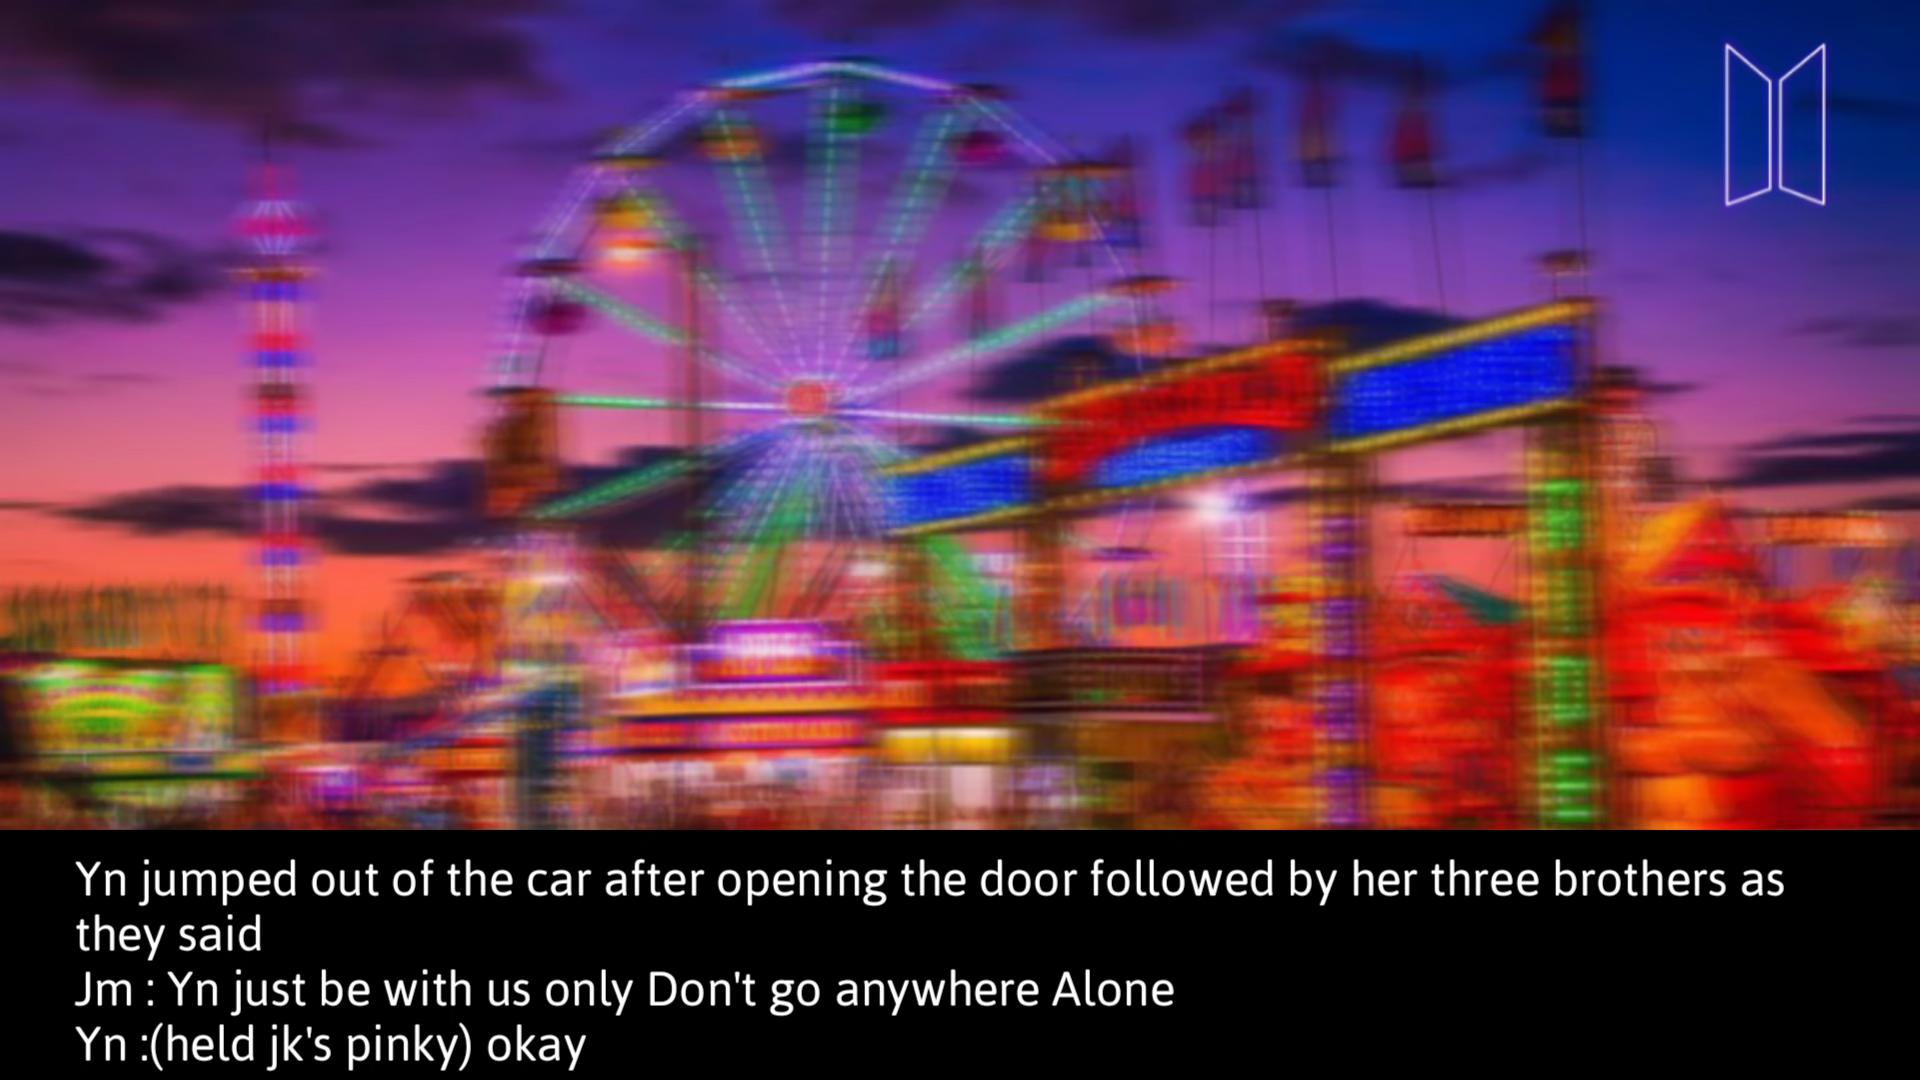 Yn jumped out of the car after opening the door followed by her three brothers as
they said
Jm : Yn just be with us only Don't go anywhere Alone
Yn :(held jk's pinky) okay